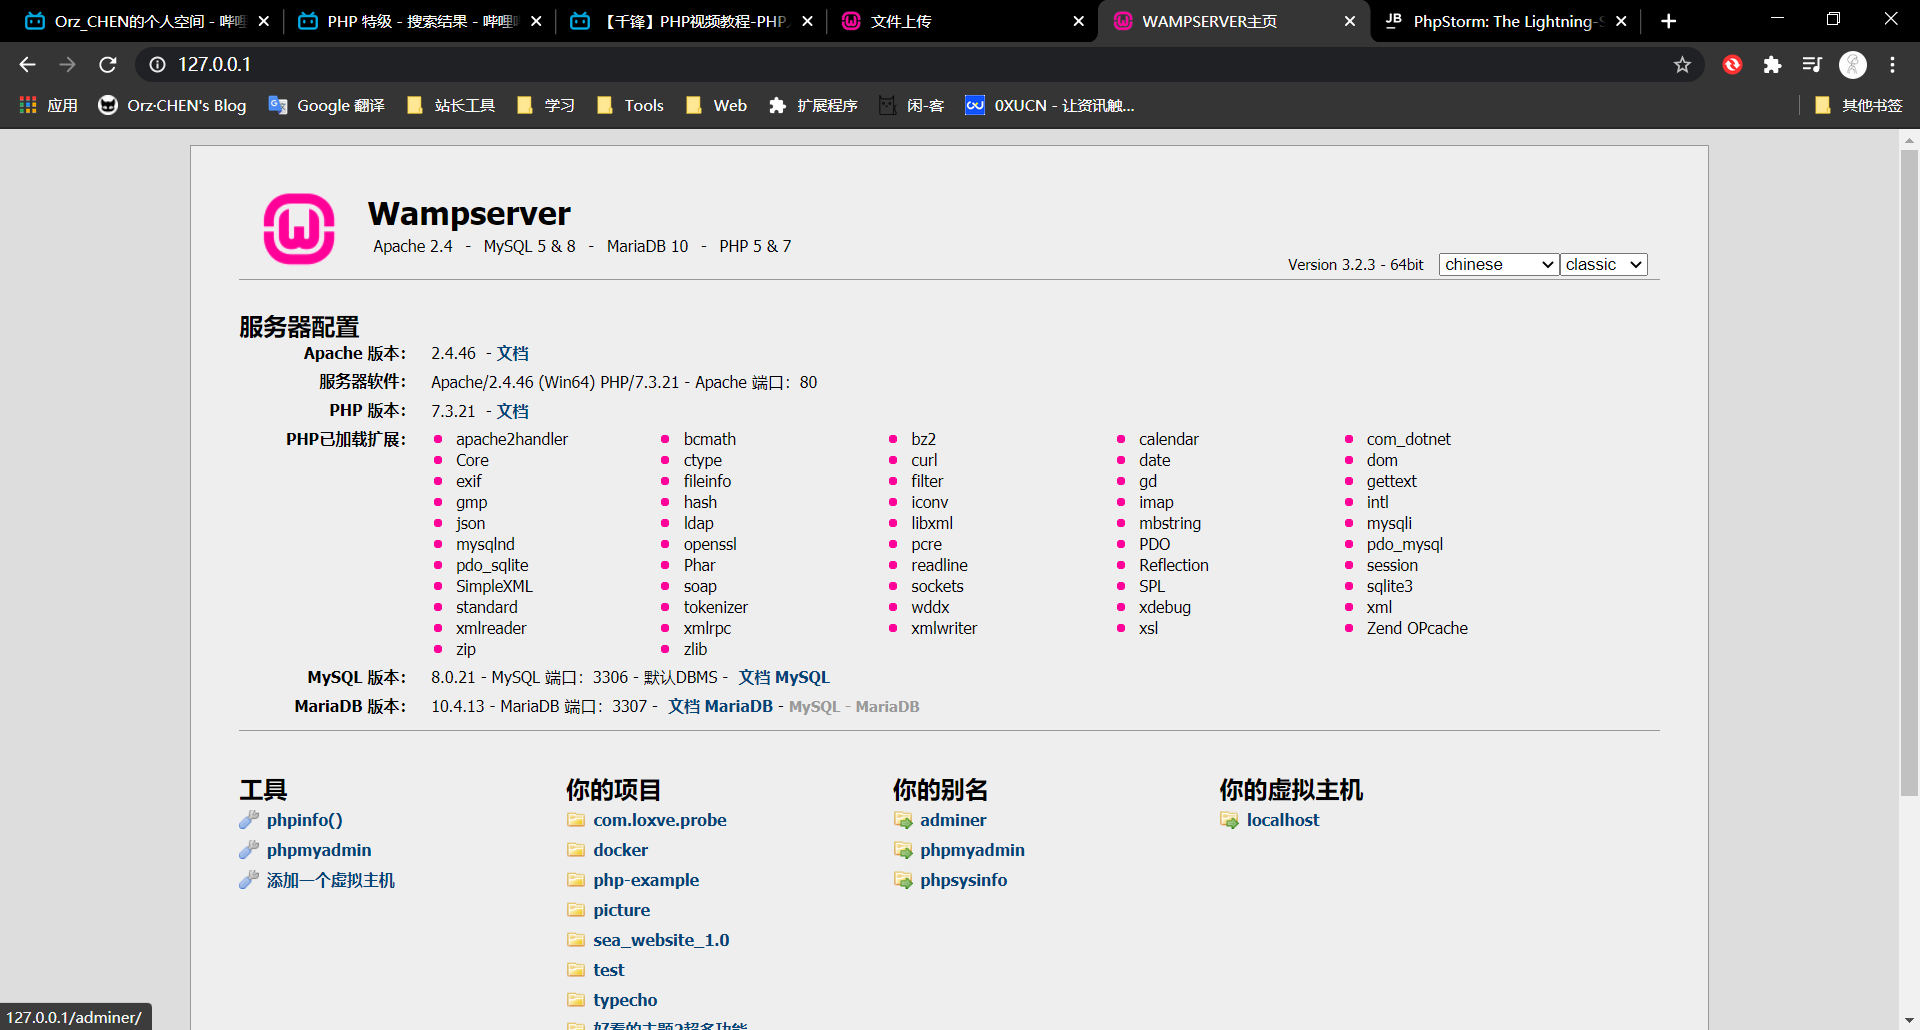 Orz_CHEN的个人空间 - 哔哩
PHP 特级 - 搜索结果 - 哔哩
【千锋】PHP视频教程-PHP
文件上传
WAMPSERVER主页
JB PhpStorm: The Lightning-S
127.0.0.1
应用
Orz·CHEN's Blog
Google 翻译
站长工具
学习
Tools
Web
扩展程序
闲-客
0XUCN - 让资讯触...
其他书签
Wampserver
Apache 2.4 - MySQL 5 & 8 - MariaDB 10 - PHP 5 & 7
Version 3.2.3 - 64bit chinese classic
服务器配置
Apache 版本： 2.4.46 - 文档
服务器软件： Apache/2.4.46 (Win64) PHP/7.3.21 - Apache 端口：80
PHP 版本： 7.3.21 - 文档
PHP已加载扩展： apache2handler bcmath bz2 calendar com_dotnet
Core ctype curl date dom
exif fileinfo filter gd gettext
gmp hash iconv imap intl
json ldap libxml mbstring mysqli
mysqlnd openssl pcre PDO pdo_mysql
pdo_sqlite Phar readline Reflection session
SimpleXML soap sockets SPL sqlite3
standard tokenizer wddx xdebug xml
xmlreader xmlrpc xmlwriter xsl Zend OPcache
zip zlib
MySQL 版本： 8.0.21 - MySQL 端口：3306 - 默认DBMS - 文档 MySQL
MariaDB 版本： 10.4.13 - MariaDB 端口：3307 - 文档 MariaDB - MySQL - MariaDB
工具
phpinfo()
phpmyadmin
添加一个虚拟主机
你的项目
com.loxve.probe
docker
php-example
picture
sea_website_1.0
test
typecho
好看的主题2超多功能
你的别名
adminer
phpmyadmin
phpsysinfo
你的虚拟主机
localhost
127.0.0.1/adminer/